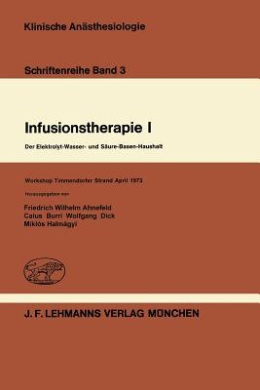 Klinische Anästhesiologie
Schriftenreihe Band 3
Infusionstherapie I
Der Elektrolyt-Wasser- und Säure-Basen-Haushalt
Workshop Timmendorfer Strand April 1973
Herausgegeben von
Friedrich Wilhelm Ahnefeld
Caius Burri Wolfgang Dick
Miklós Halmágyi
J. F. LEHMANNS VERLAG MÜNCHEN